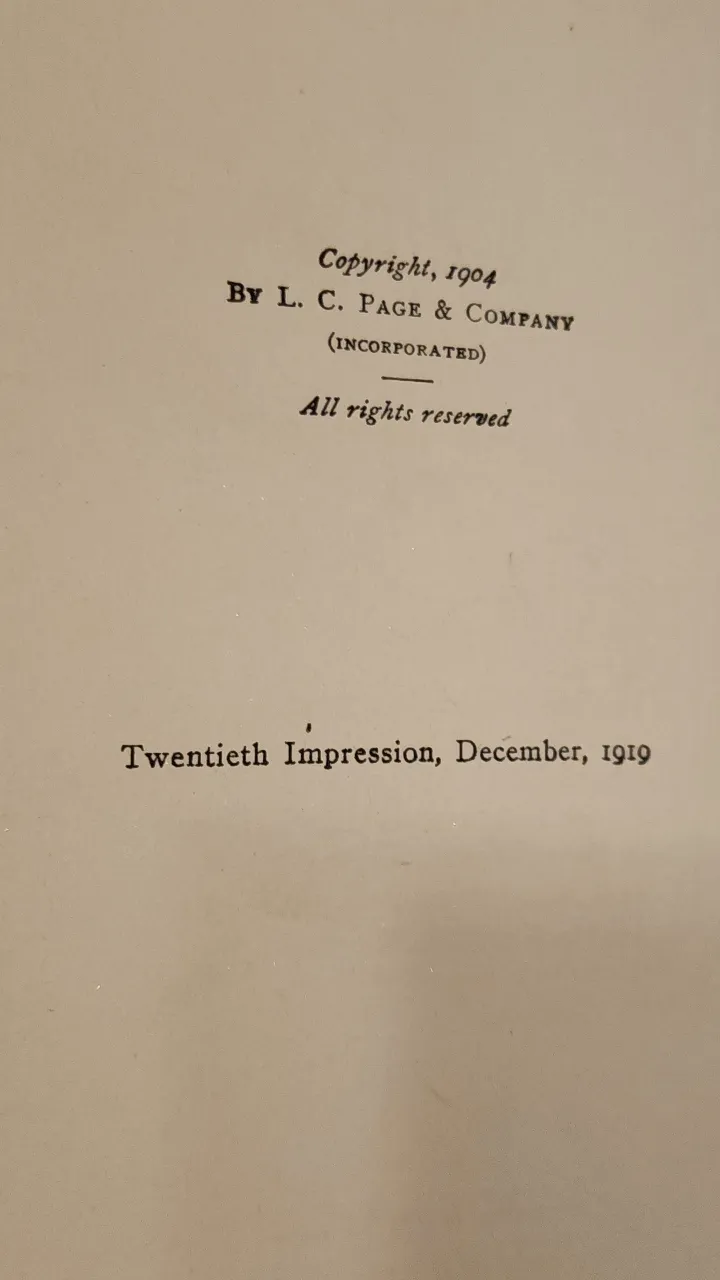 Copyright, 1904
By L. C. Page & Company
(INCORPORATED)
All rights reserved
Twentieth Impression, December, 1919